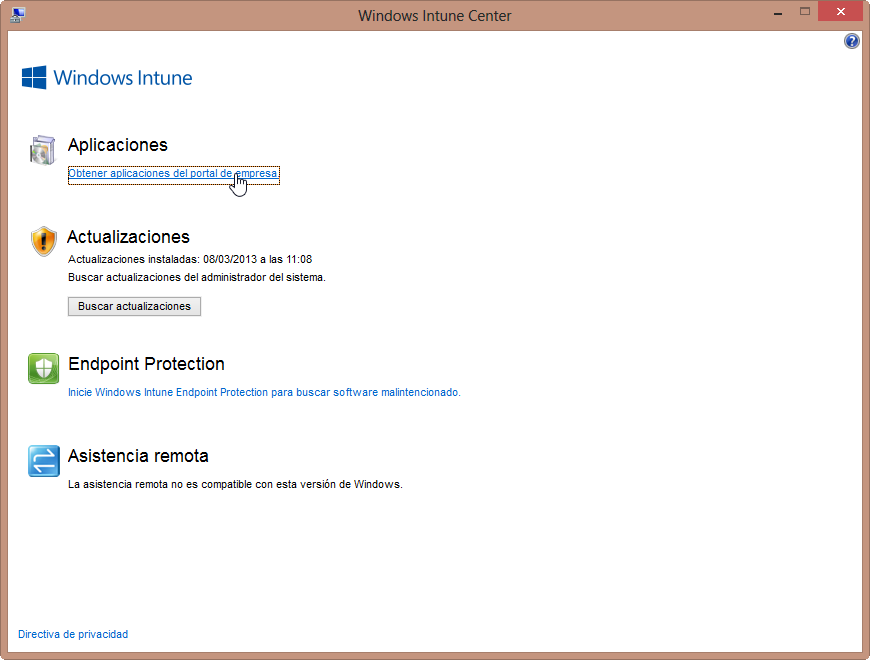 Windows Intune Center
Windows Intune
Aplicaciones
Obtener aplicaciones del portal de empresa.
Actualizaciones
Actualizaciones instaladas: 08/03/2013 a las 11:08
Buscar actualizaciones del administrador del sistema.
Buscar actualizaciones
Endpoint Protection
Inicie Windows Intune Endpoint Protection para buscar software malintencionado.
Asistencia remota
La asistencia remota no es compatible con esta versión de Windows.
Directiva de privacidad